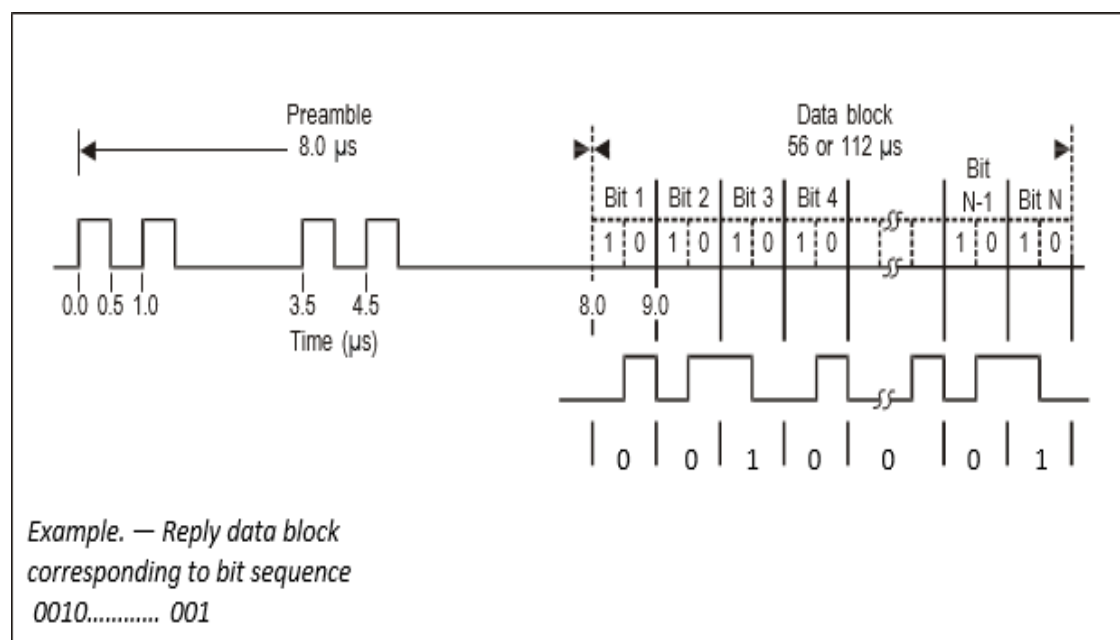 Preamble
8.0 µs
Data block
56 or 112 µs
Bit 1
Bit 2
Bit 3
Bit 4
Bit
N-1
Bit N
1 0 1 0 1 0 1 0 1 0 1 0
0.0 0.5 1.0 3.5 4.5 8.0 9.0
Time (µs)
0 0 1 0 0 0 1
Example. — Reply data block
corresponding to bit sequence
0010............ 001